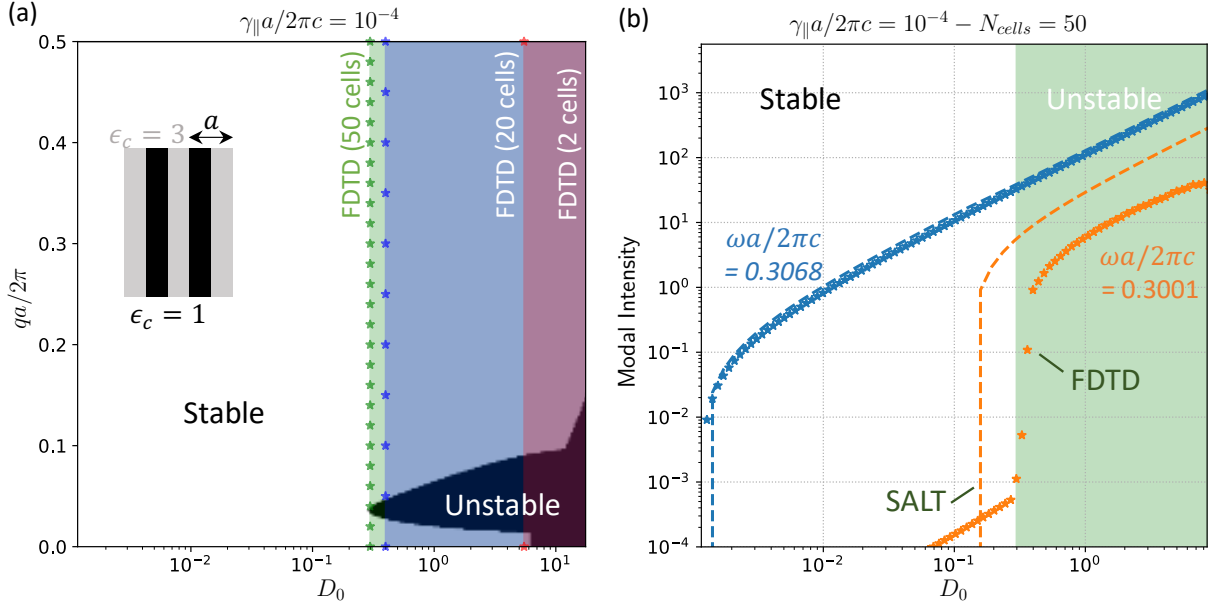 (a)
γ∥a/2πc = 10⁻⁴
qa/2π
0.5
0.4
0.3
0.2
0.1
0.0
ϵc = 3
a
ϵc = 1
FDTD (50 cells)
FDTD (20 cells)
FDTD (2 cells)
Stable
Unstable
10⁻²
10⁻¹
10⁰
10¹
D₀
(b)
γ∥a/2πc = 10⁻⁴ − Ncells = 50
Modal Intensity
10³
10²
10¹
10⁰
10⁻¹
10⁻²
10⁻³
10⁻⁴
Stable
Unstable
ωa/2πc
= 0.3068
ωa/2πc
= 0.3001
FDTD
SALT
10⁻²
10⁻¹
10⁰
D₀